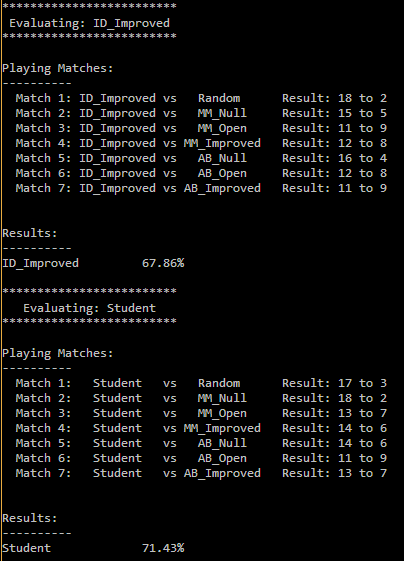 *************************
Evaluating: ID_Improved
*************************
Playing Matches:
----------
Match 1: ID_Improved vs Random Result: 18 to 2
Match 2: ID_Improved vs MM_Null Result: 15 to 5
Match 3: ID_Improved vs MM_Open Result: 11 to 9
Match 4: ID_Improved vs MM_Improved Result: 12 to 8
Match 5: ID_Improved vs AB_Null Result: 16 to 4
Match 6: ID_Improved vs AB_Open Result: 12 to 8
Match 7: ID_Improved vs AB_Improved Result: 11 to 9
Results:
----------
ID_Improved 67.86%
*************************
Evaluating: Student
*************************
Playing Matches:
----------
Match 1: Student vs Random Result: 17 to 3
Match 2: Student vs MM_Null Result: 18 to 2
Match 3: Student vs MM_Open Result: 13 to 7
Match 4: Student vs MM_Improved Result: 14 to 6
Match 5: Student vs AB_Null Result: 14 to 6
Match 6: Student vs AB_Open Result: 11 to 9
Match 7: Student vs AB_Improved Result: 13 to 7
Results:
----------
Student 71.43%